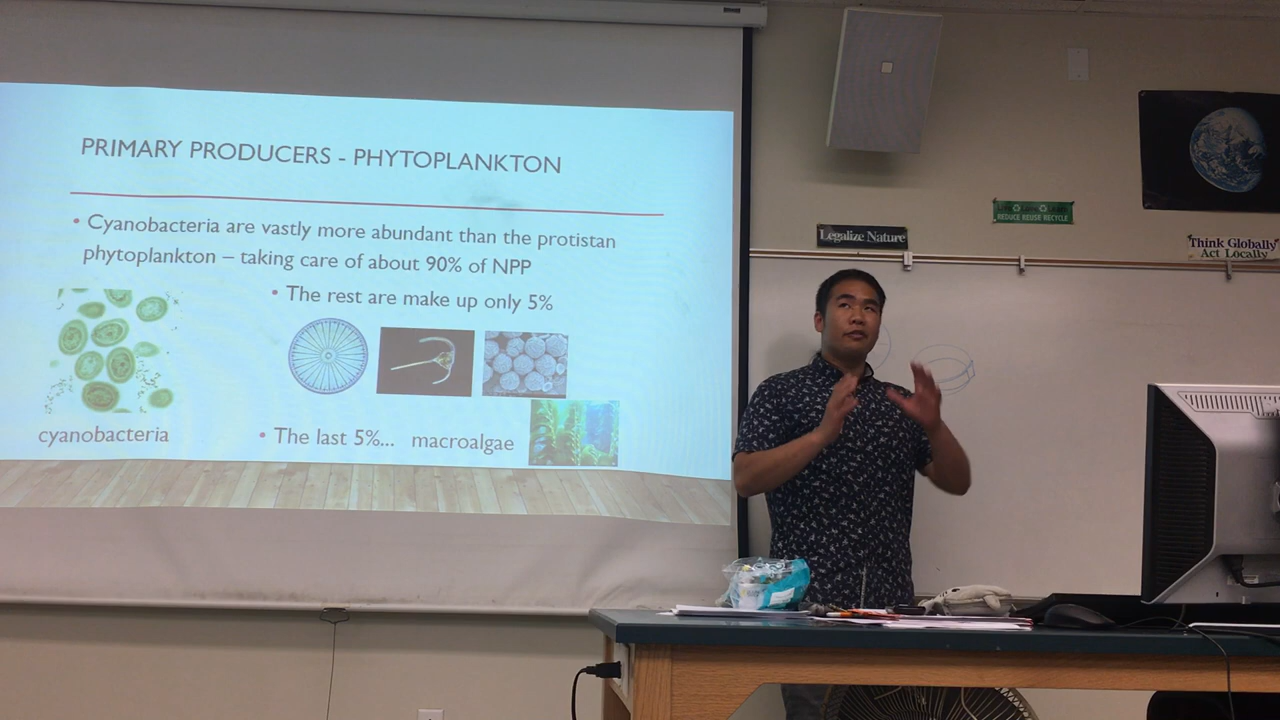 PRIMARY PRODUCERS - PHYTOPLANKTON
• Cyanobacteria are vastly more abundant than the protistan
phytoplankton – taking care of about 90% of NPP
• The rest are make up only 5%
cyanobacteria
• The last 5%... macroalgae
Legalize Nature
REDUCE REUSE RECYCLE
Think Globally
Act Locally